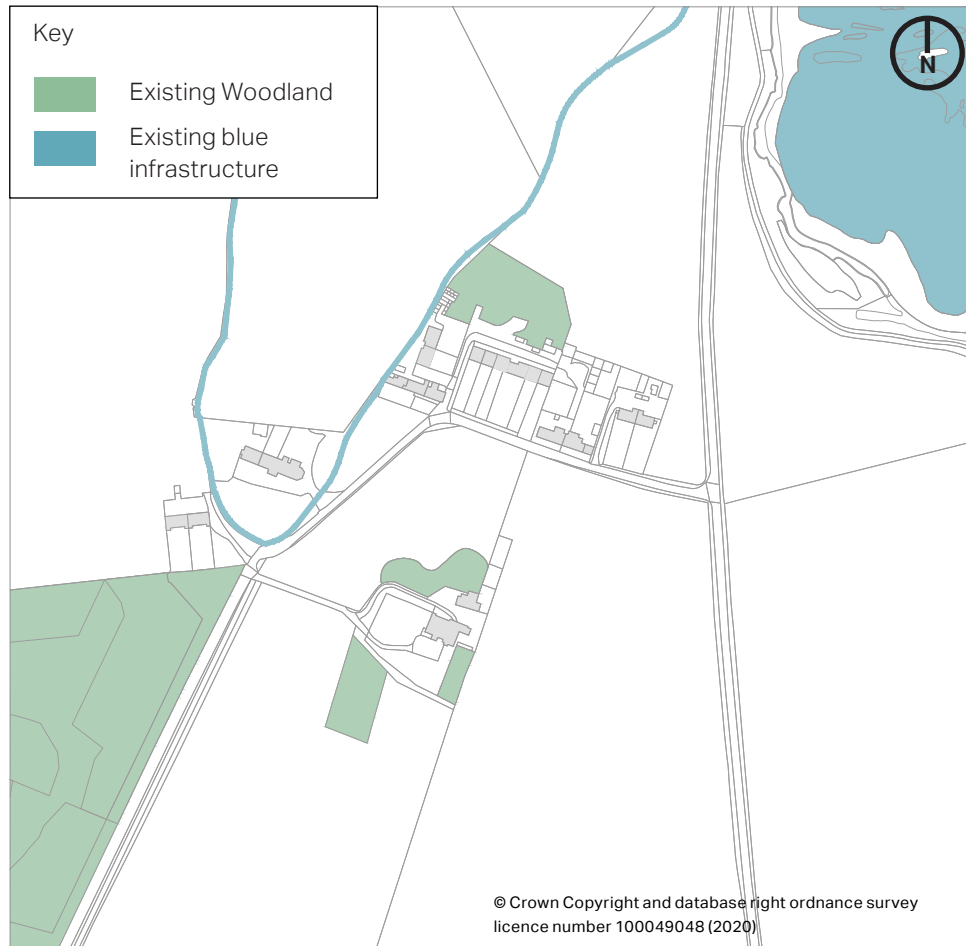 Key
Existing Woodland
Existing blue
infrastructure
N
© Crown Copyright and database right ordnance survey
licence number 100049048 (2020)